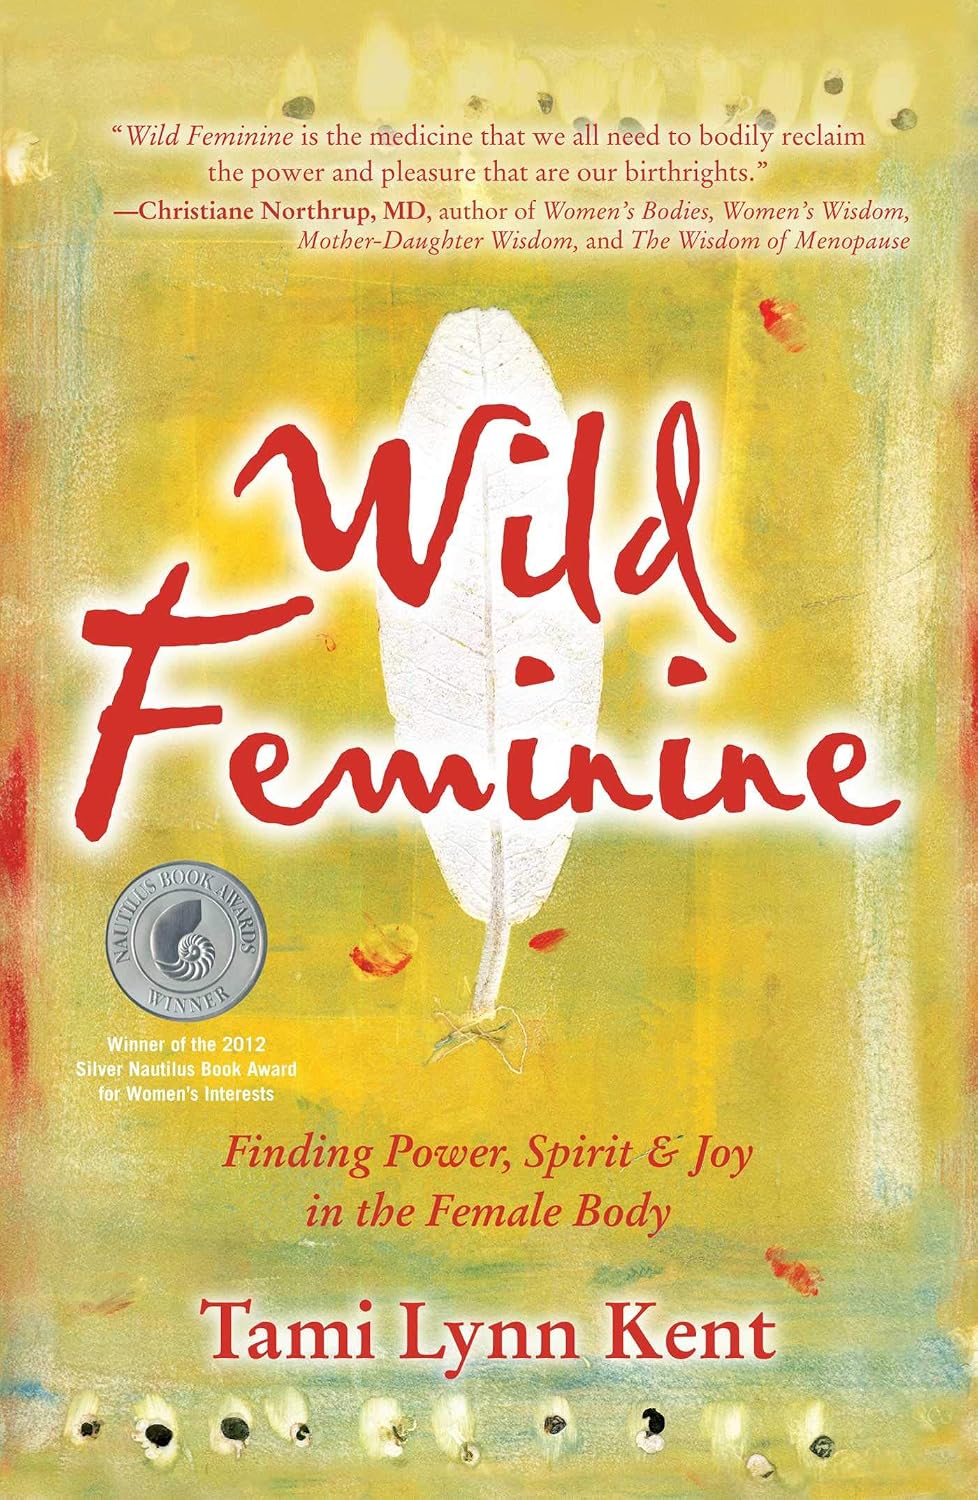 “Wild Feminine is the medicine that we all need to bodily reclaim
the power and pleasure that are our birthrights.”
—Christiane Northrup, MD, author of Women’s Bodies, Women’s Wisdom,
Mother-Daughter Wisdom, and The Wisdom of Menopause
Wild
Feminine
NAUTILUS BOOK AWARDS
WINNER
Winner of the 2012
Silver Nautilus Book Award
for Women’s Interests
Finding Power, Spirit & Joy
in the Female Body
Tami Lynn Kent